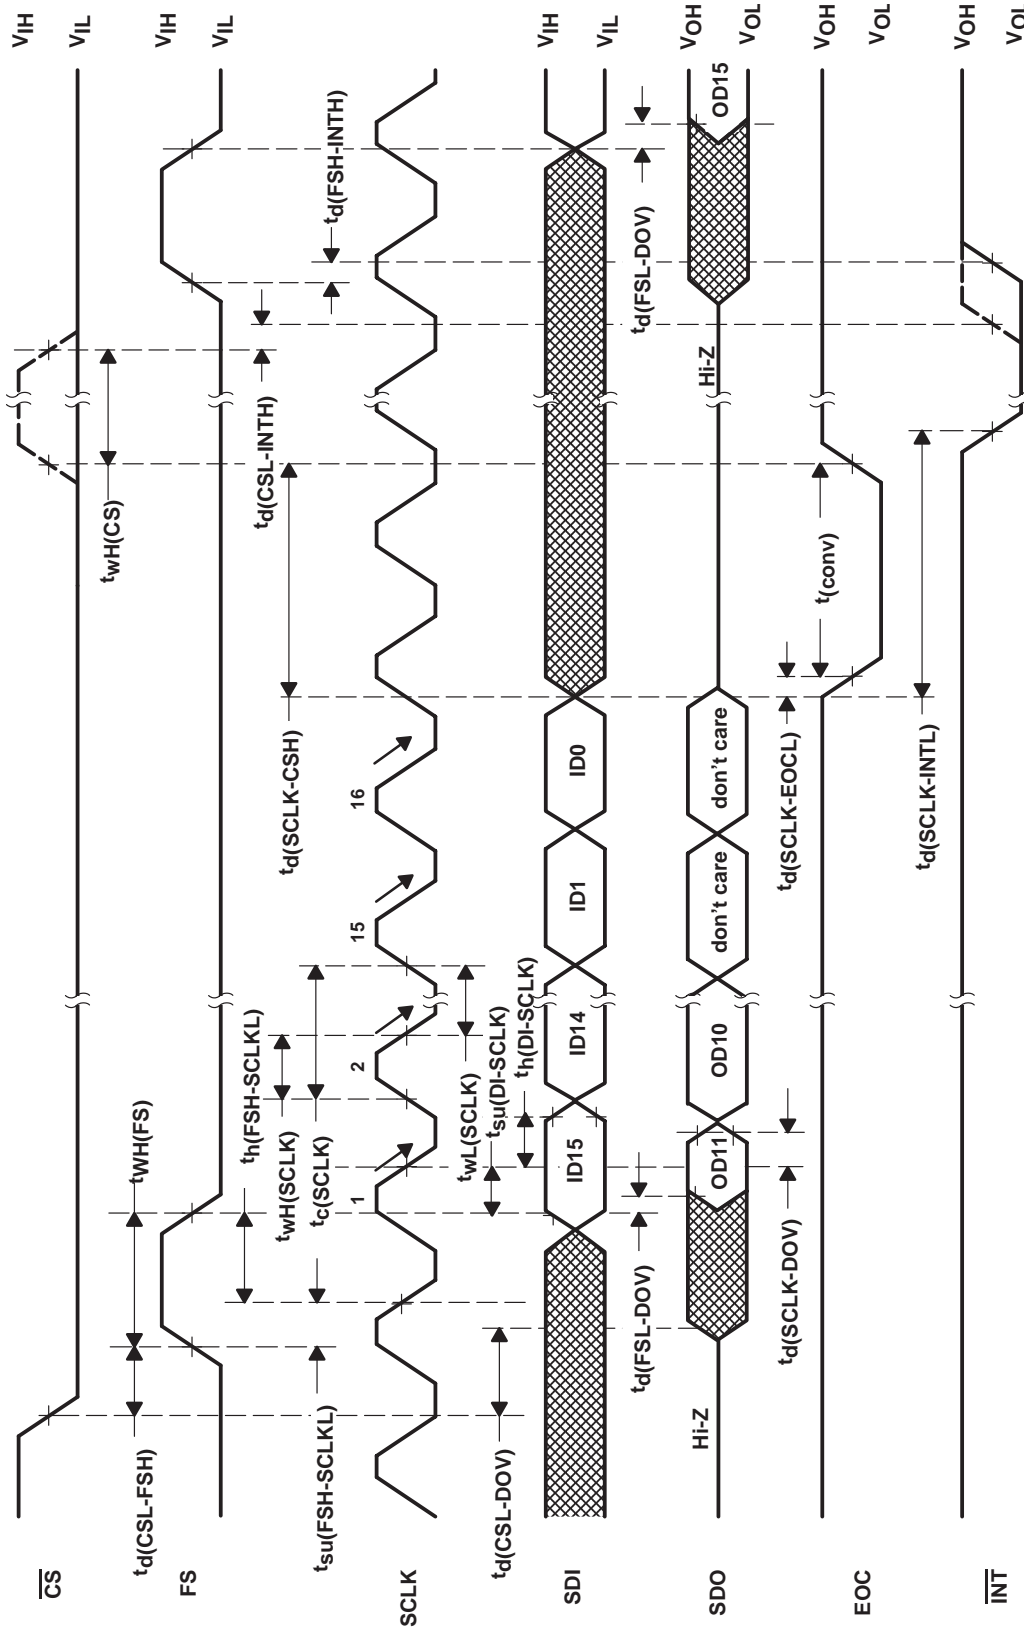 CS
FS
SCLK
SDI
SDO
EOC
INT
VIH
VIL
VIH
VIL
VIH
VIL
VOH
VOL
VOH
VOL
VOH
VOL
td(CSL-FSH)
tWH(FS)
twH(CS)
tsu(FSH-SCLKL)
th(FSH-SCLKL)
twH(SCLK)
tc(SCLK)
td(SCLK-CSH)
td(CSL-INTH)
td(FSH-INTH)
1
2
15
16
td(CSL-DOV)
twL(SCLK)
tsu(DI-SCLK)
th(DI-SCLK)
ID15
ID14
ID1
ID0
td(FSL-DOV)
td(FSL-DOV)
Hi-Z
OD11
OD10
don't care
don't care
Hi-Z
OD15
td(SCLK-DOV)
td(SCLK-EOCL)
t(conv)
td(SCLK-INTL)